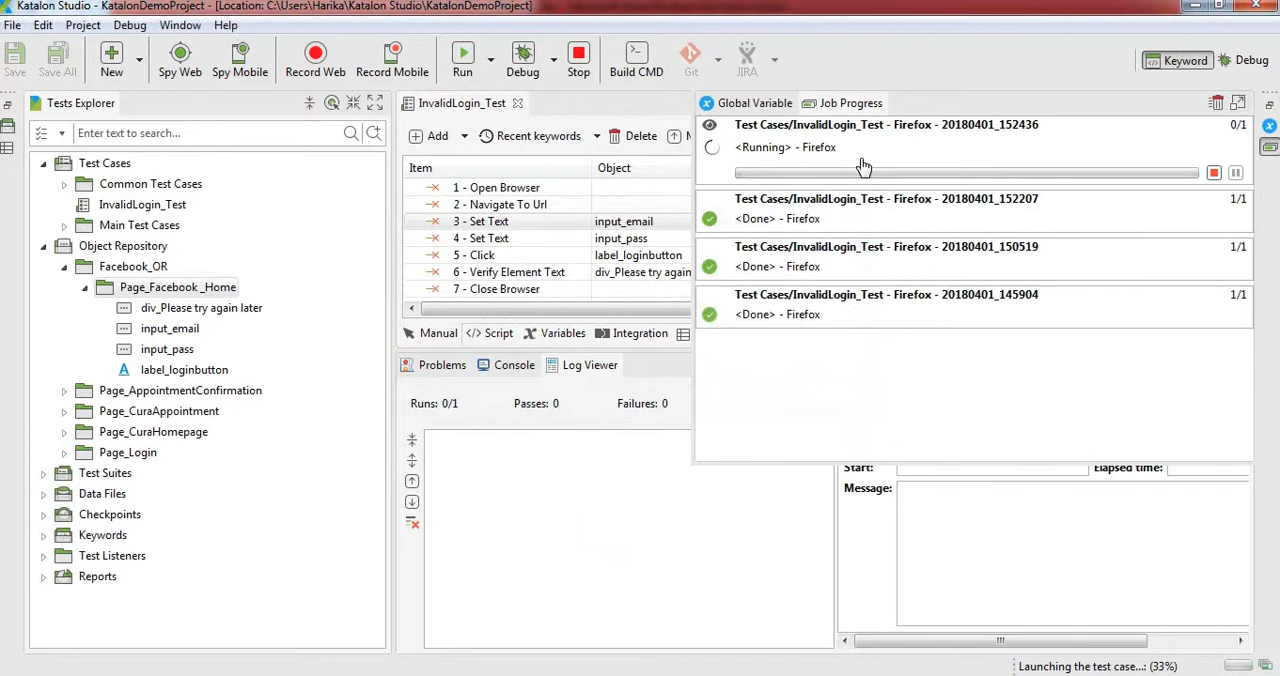 Katalon Studio - KatalonDemoProject - [Location: C:\Users\Harika\Katalon Studio\KatalonDemoProject]
File Edit Project Debug Window Help
Save Save All New Spy Web Spy Mobile Record Web Record Mobile Run Debug Stop Build CMD Git JIRA Keyword Debug
Tests Explorer
Enter text to search...
Test Cases
Common Test Cases
InvalidLogin_Test
Main Test Cases
Object Repository
Facebook_OR
Page_Facebook _Home
div_Please try again later
input_email
input_pass
label_loginbutton
Page_AppointmentConfirmation
Page_CuraAppointment
Page_CuraHomepage
Page_Login
Test Suites
Data Files
Checkpoints
Keywords
Test Listeners
Reports
InvalidLogin_Test
Add Recent keywords Delete
Item Object
1 - Open Browser
2 - Navigate To Url
3 - Set Text input_email
4 - Set Text input_pass
5 - Click label_loginbutton
6 - Verify Element Text div_Please try again
7 - Close Browser
Manual </> Script Variables Integration
Problems Console Log Viewer
Runs: 0/1 Passes: 0 Failures: 0
Global Variable Job Progress
Test Cases/InvalidLogin_Test - Firefox - 20180401_152436 0/1
<Running> - Firefox
Test Cases/InvalidLogin_Test - Firefox - 20180401_152207 1/1
<Done> - Firefox
Test Cases/InvalidLogin_Test - Firefox - 20180401_150519 1/1
<Done> - Firefox
Test Cases/InvalidLogin_Test - Firefox - 20180401_145904 1/1
<Done> - Firefox
Start: Elapsed time:
Message:
Launching the test case...: (33%)